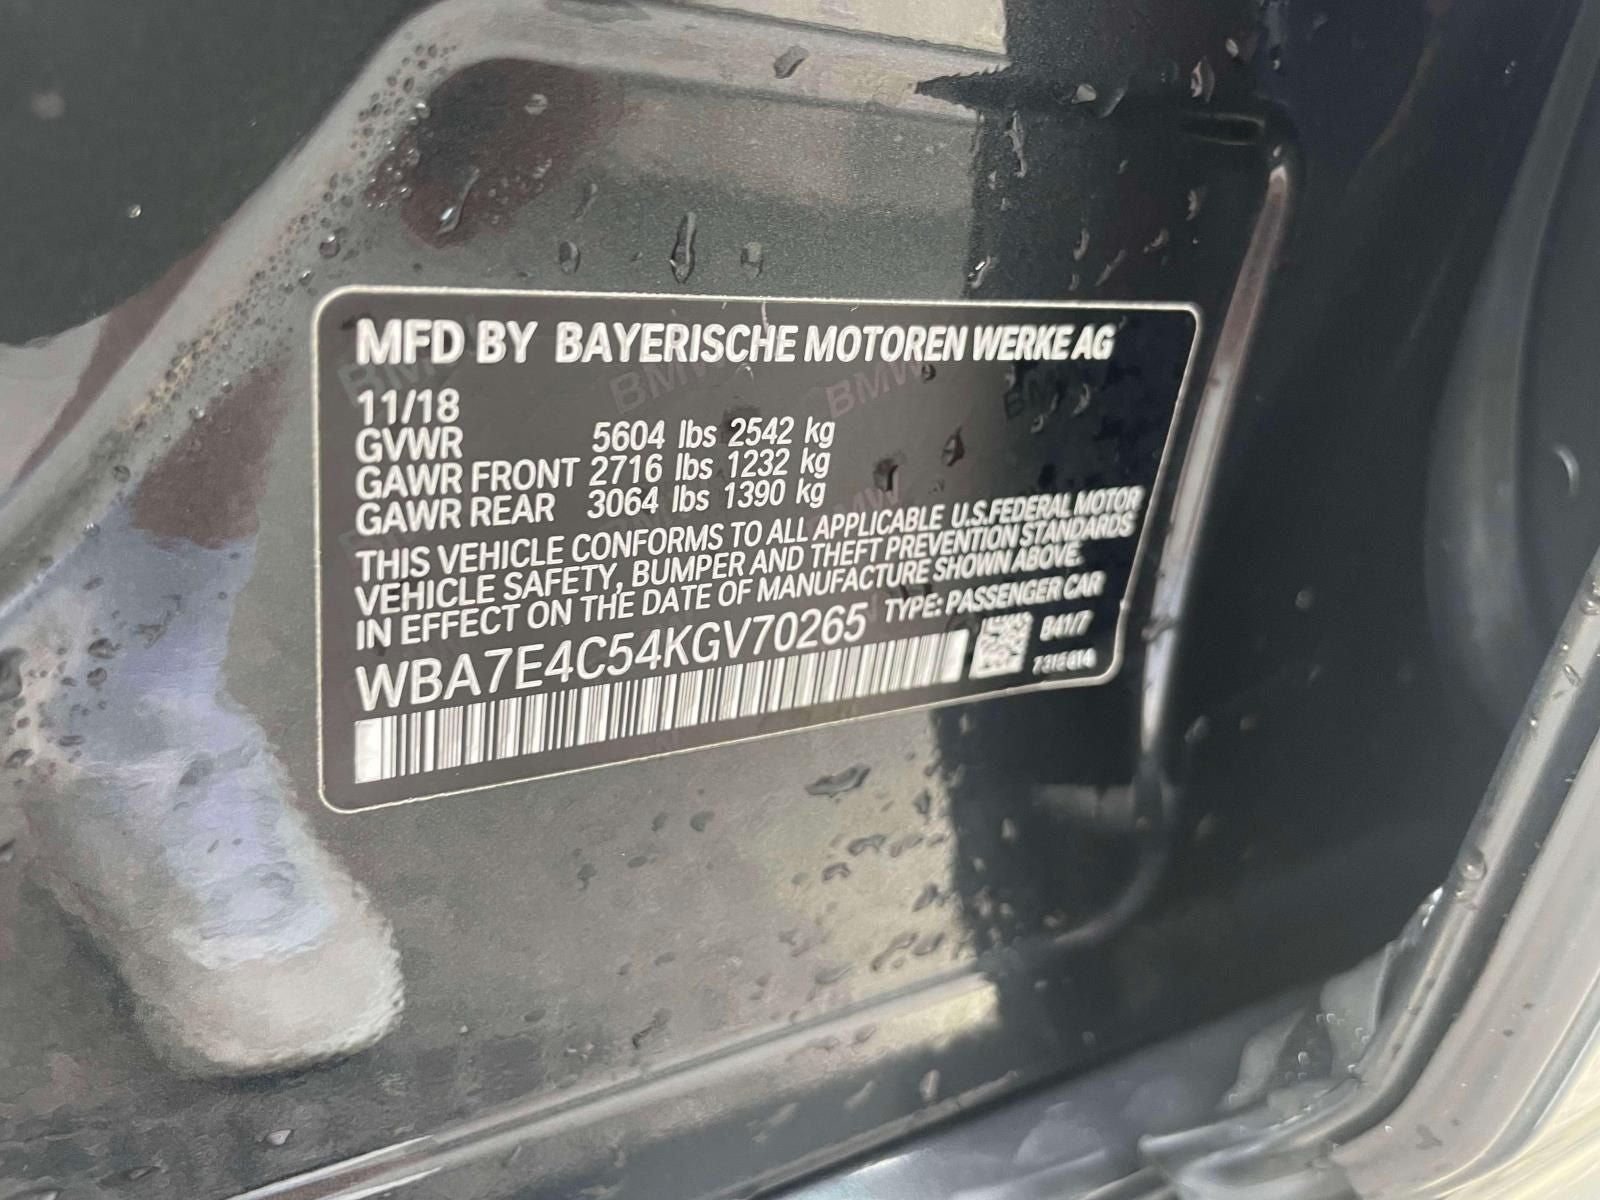 MFD BY BAYERISCHE MOTOREN WERKE AG
11/18
GVWR 5604 lbs 2542 kg
GAWR FRONT 2716 lbs 1232 kg
GAWR REAR 3064 lbs 1390 kg
THIS VEHICLE CONFORMS TO ALL APPLICABLE U.S.FEDERAL MOTOR
VEHICLE SAFETY, BUMPER AND THEFT PREVENTION STANDARDS
IN EFFECT ON THE DATE OF MANUFACTURE SHOWN ABOVE.
WBA7E4C54KGV70265 TYPE: PASSENGER CAR
B41/7